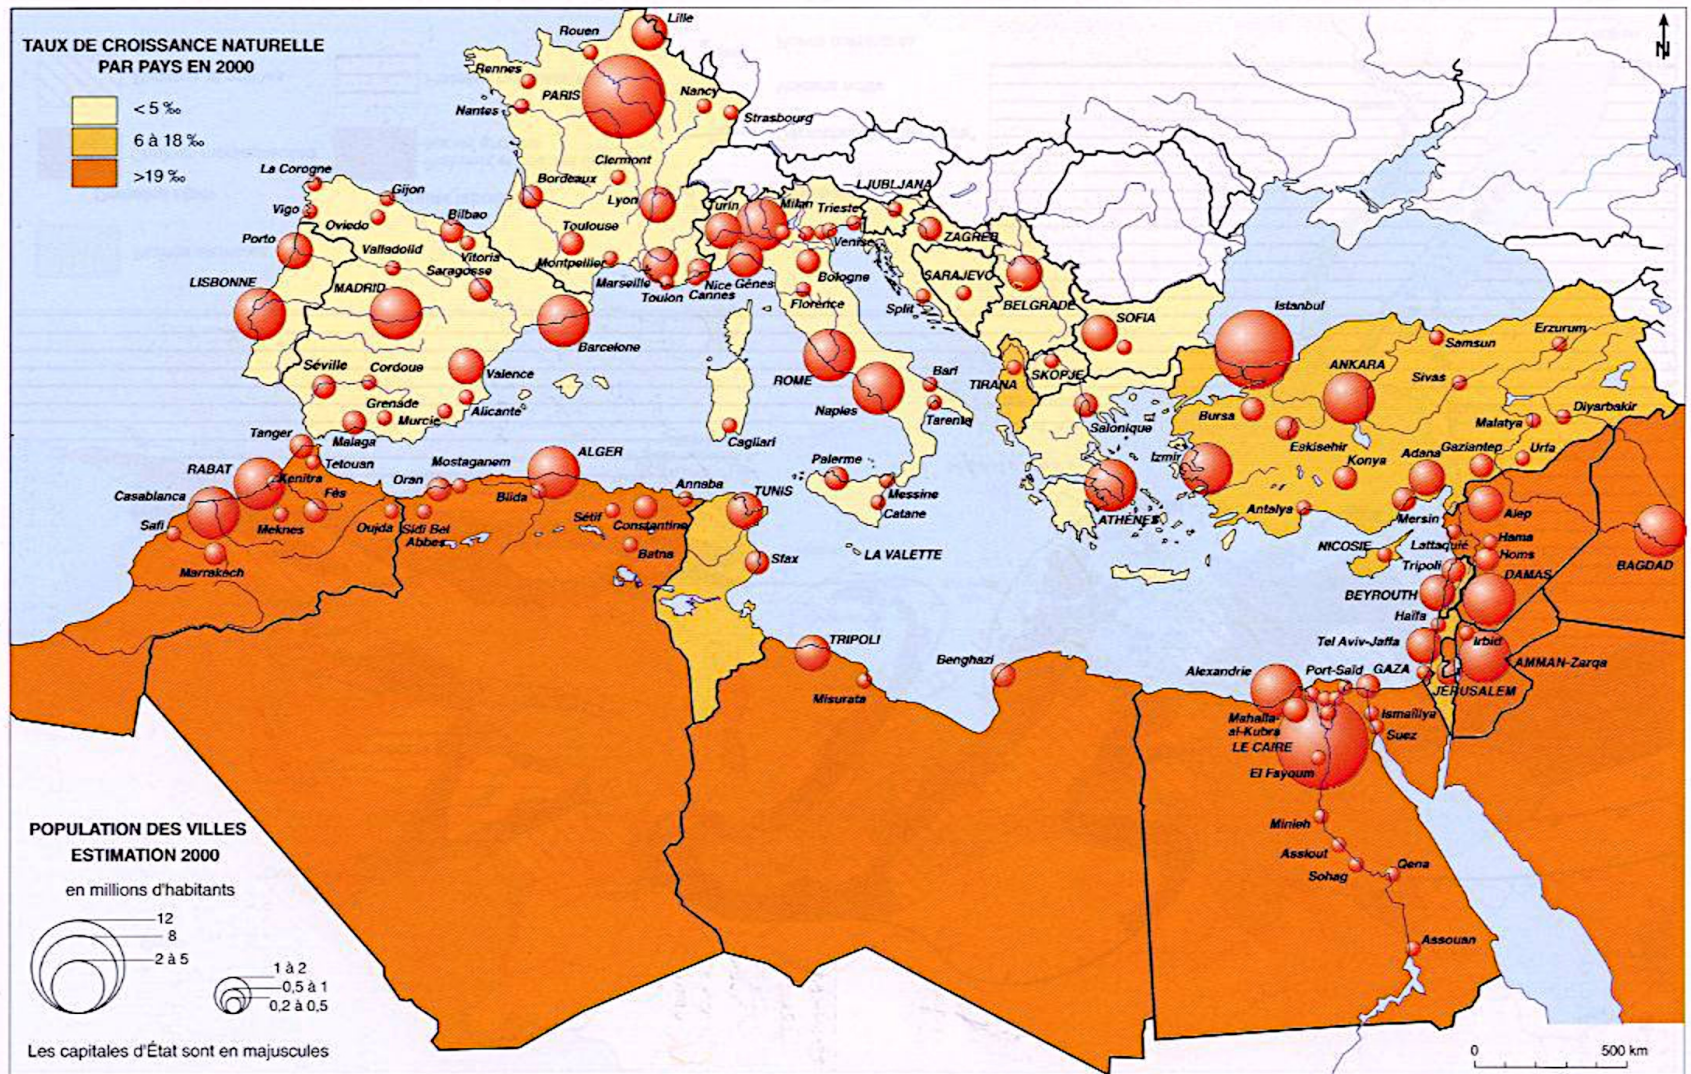 TAUX DE CROISSANCE NATURELLE
PAR PAYS EN 2000
< 5 ‰
6 à 18 ‰
>19 ‰
N
Lille
Rouen
Rennes
PARIS
Nancy
Nantes
Strasbourg
Clermont
Bordeaux
Lyon
Toulouse
Montpellier
Marseille
Toulon
Cannes
Nice
Gênes
La Corogne
Gijon
Vigo
Oviedo
Bilbao
Porto
Valladolid
Vitoria
Saragosse
LISBONNE
MADRID
Barcelone
Séville
Cordoue
Valence
Grenade
Murcie
Alicante
Malaga
Turin
Milan
Trieste
Venise
Bologne
Florence
ROME
Naples
Bari
Tarente
Cagliari
Palerme
Messine
Catane
LA VALETTE
LJUBLJANA
ZAGREB
SARAJEVO
BELGRADE
Split
SOFIA
TIRANA
SKOPJE
Salonique
ATHÈNES
Istanbul
Samsun
Erzurum
ANKARA
Sivas
Bursa
Eskisehir
Malatya
Diyarbakir
Izmir
Konya
Adana
Gaziantep
Urfa
Antalya
Mersin
Alep
NICOSIE
Lattaquié
Hama
Homs
Tripoli
DAMAS
BEYROUTH
BAGDAD
Haïfa
Tel Aviv-Jaffa
Irbid
AMMAN-Zarqa
GAZA
JÉRUSALEM
Tanger
Tetouan
RABAT
Kenitra
Casablanca
Fès
Meknes
Oujda
Safi
Marrakech
Oran
Mostaganem
ALGER
Blida
Sidi Bel
Abbes
Sétif
Constantine
Annaba
Batna
TUNIS
Sfax
TRIPOLI
Misurata
Benghazi
Alexandrie
Port-Saïd
Mahalla-
al-Kubra
Ismaïliya
Suez
LE CAIRE
El Fayoum
Minieh
Assiout
Sohag
Qena
Assouan
POPULATION DES VILLES
ESTIMATION 2000
en millions d'habitants
12
8
2 à 5
1 à 2
0,5 à 1
0,2 à 0,5
Les capitales d'État sont en majuscules
0 500 km